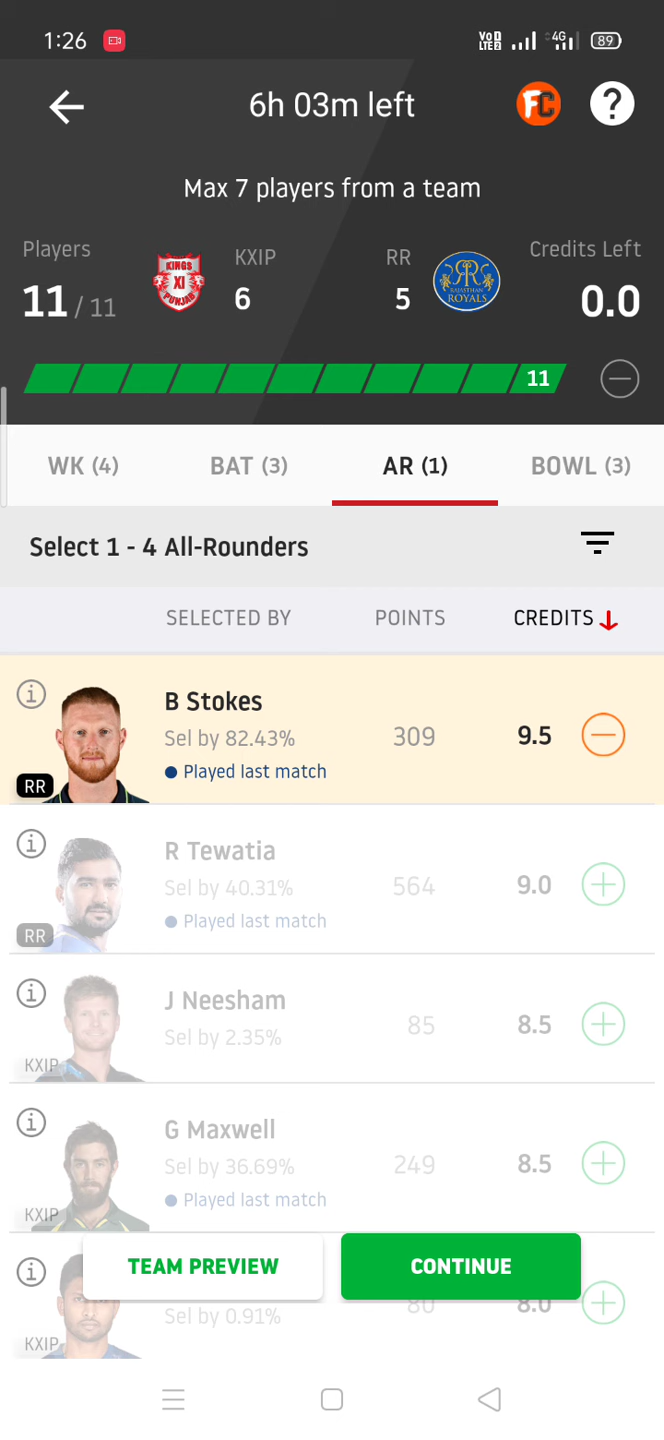 1:26
Vo D
LTE 2
4G
89
6h 03m left
FC
?
Max 7 players from a team
Players
KXIP
RR
Credits Left
KINGS
XI
PUNJAB
RAJASTHAN
ROYALS
11 / 11
6
5
0.0
11
WK (4)
BAT (3)
AR (1)
BOWL (3)
Select 1 - 4 All-Rounders
SELECTED BY
POINTS
CREDITS
B Stokes
Sel by 82.43%
309
9.5
Played last match
RR
R Tewatia
Sel by 40.31%
564
9.0
Played last match
RR
J Neesham
Sel by 2.35%
85
8.5
KXIP
G Maxwell
Sel by 36.69%
249
8.5
Played last match
KXIP
TEAM PREVIEW
CONTINUE
Sel by 0.91%
80
8.0
KXIP